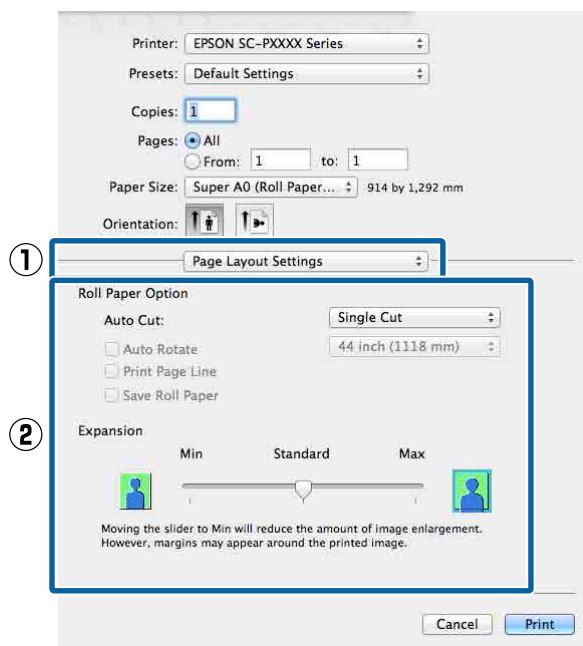 Printer: EPSON SC-PXXXX Series
Presets: Default Settings
Copies: 1
Pages: All
From: 1 to: 1
Paper Size: Super A0 (Roll Paper... 914 by 1,292 mm
Orientation:
① Page Layout Settings
Roll Paper Option
Auto Cut: Single Cut
Auto Rotate 44 inch (1118 mm)
Print Page Line
Save Roll Paper
②
Expansion
Min Standard Max
Moving the slider to Min will reduce the amount of image enlargement.
However, margins may appear around the printed image.
Cancel Print